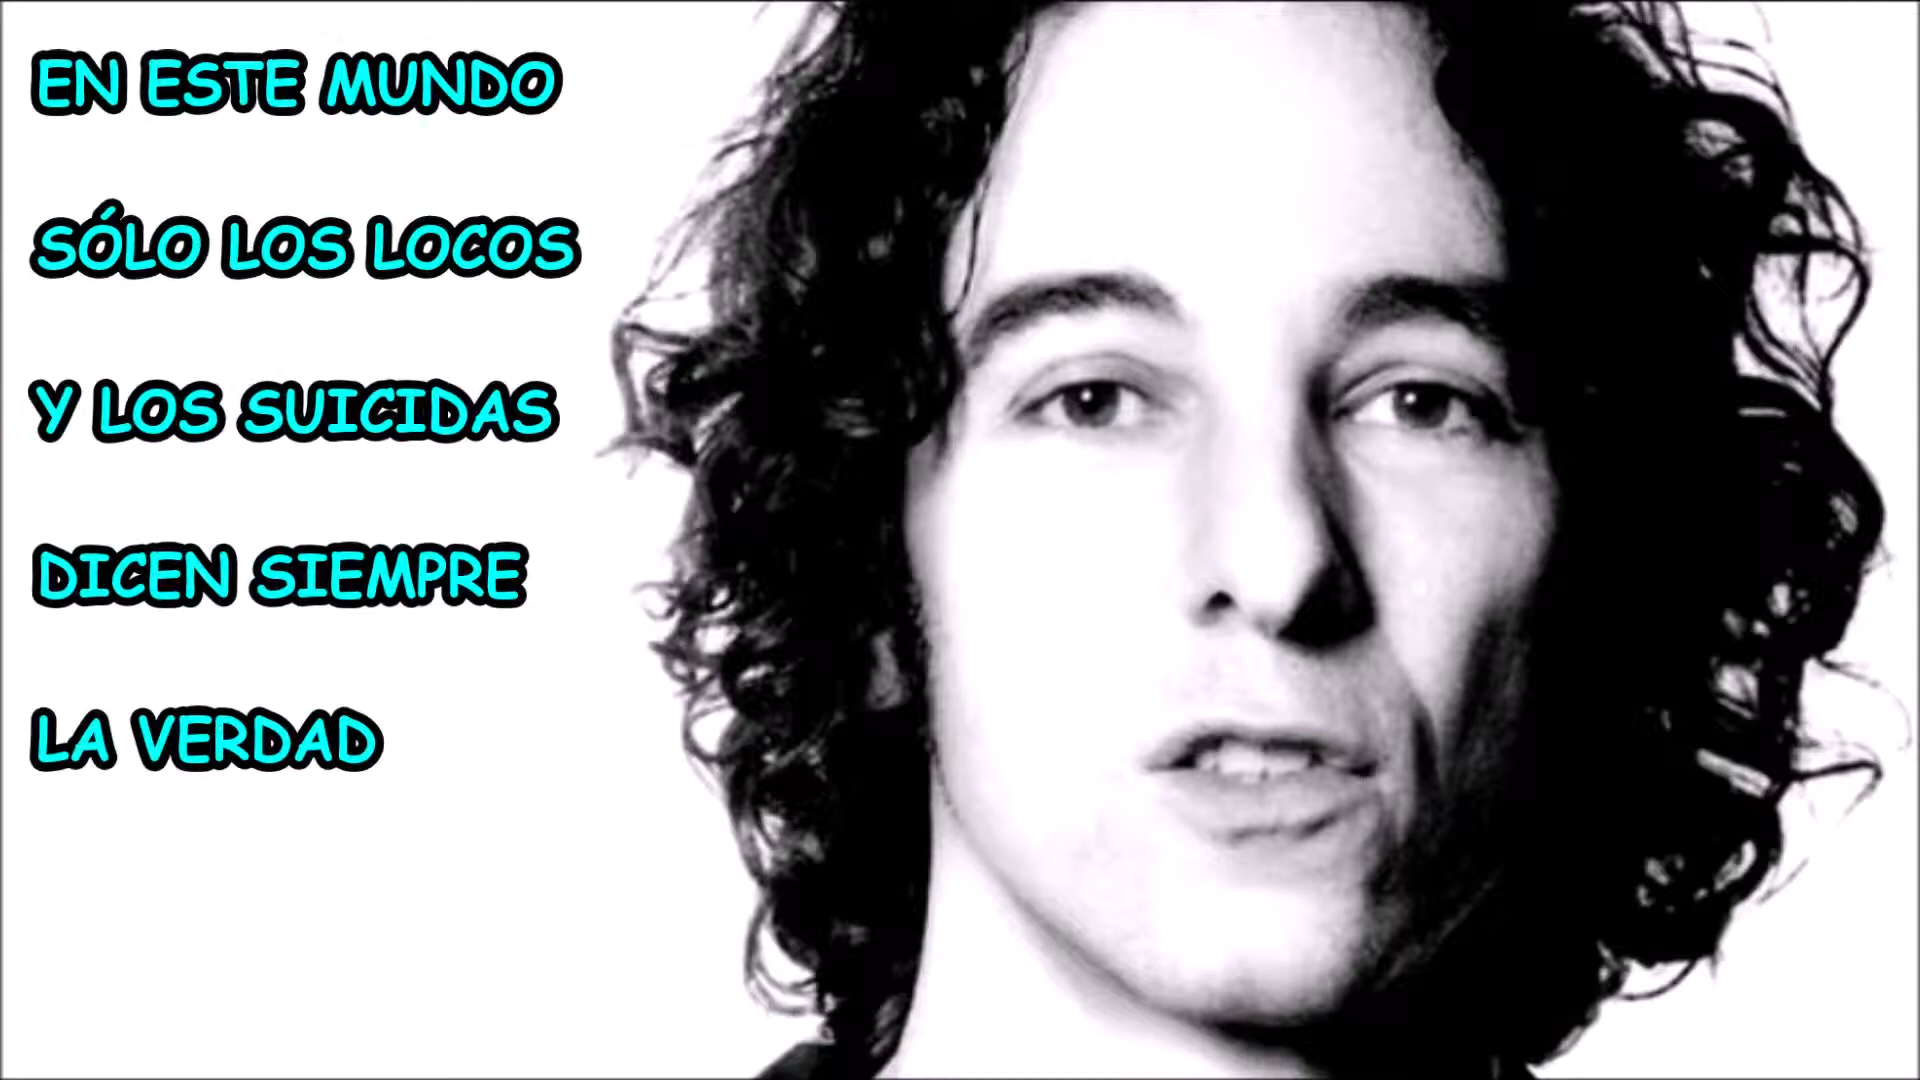 EN ESTE MUNDO
SÓLO LOS LOCOS
Y LOS SUICIDAS
DICEN SIEMPRE
LA VERDAD